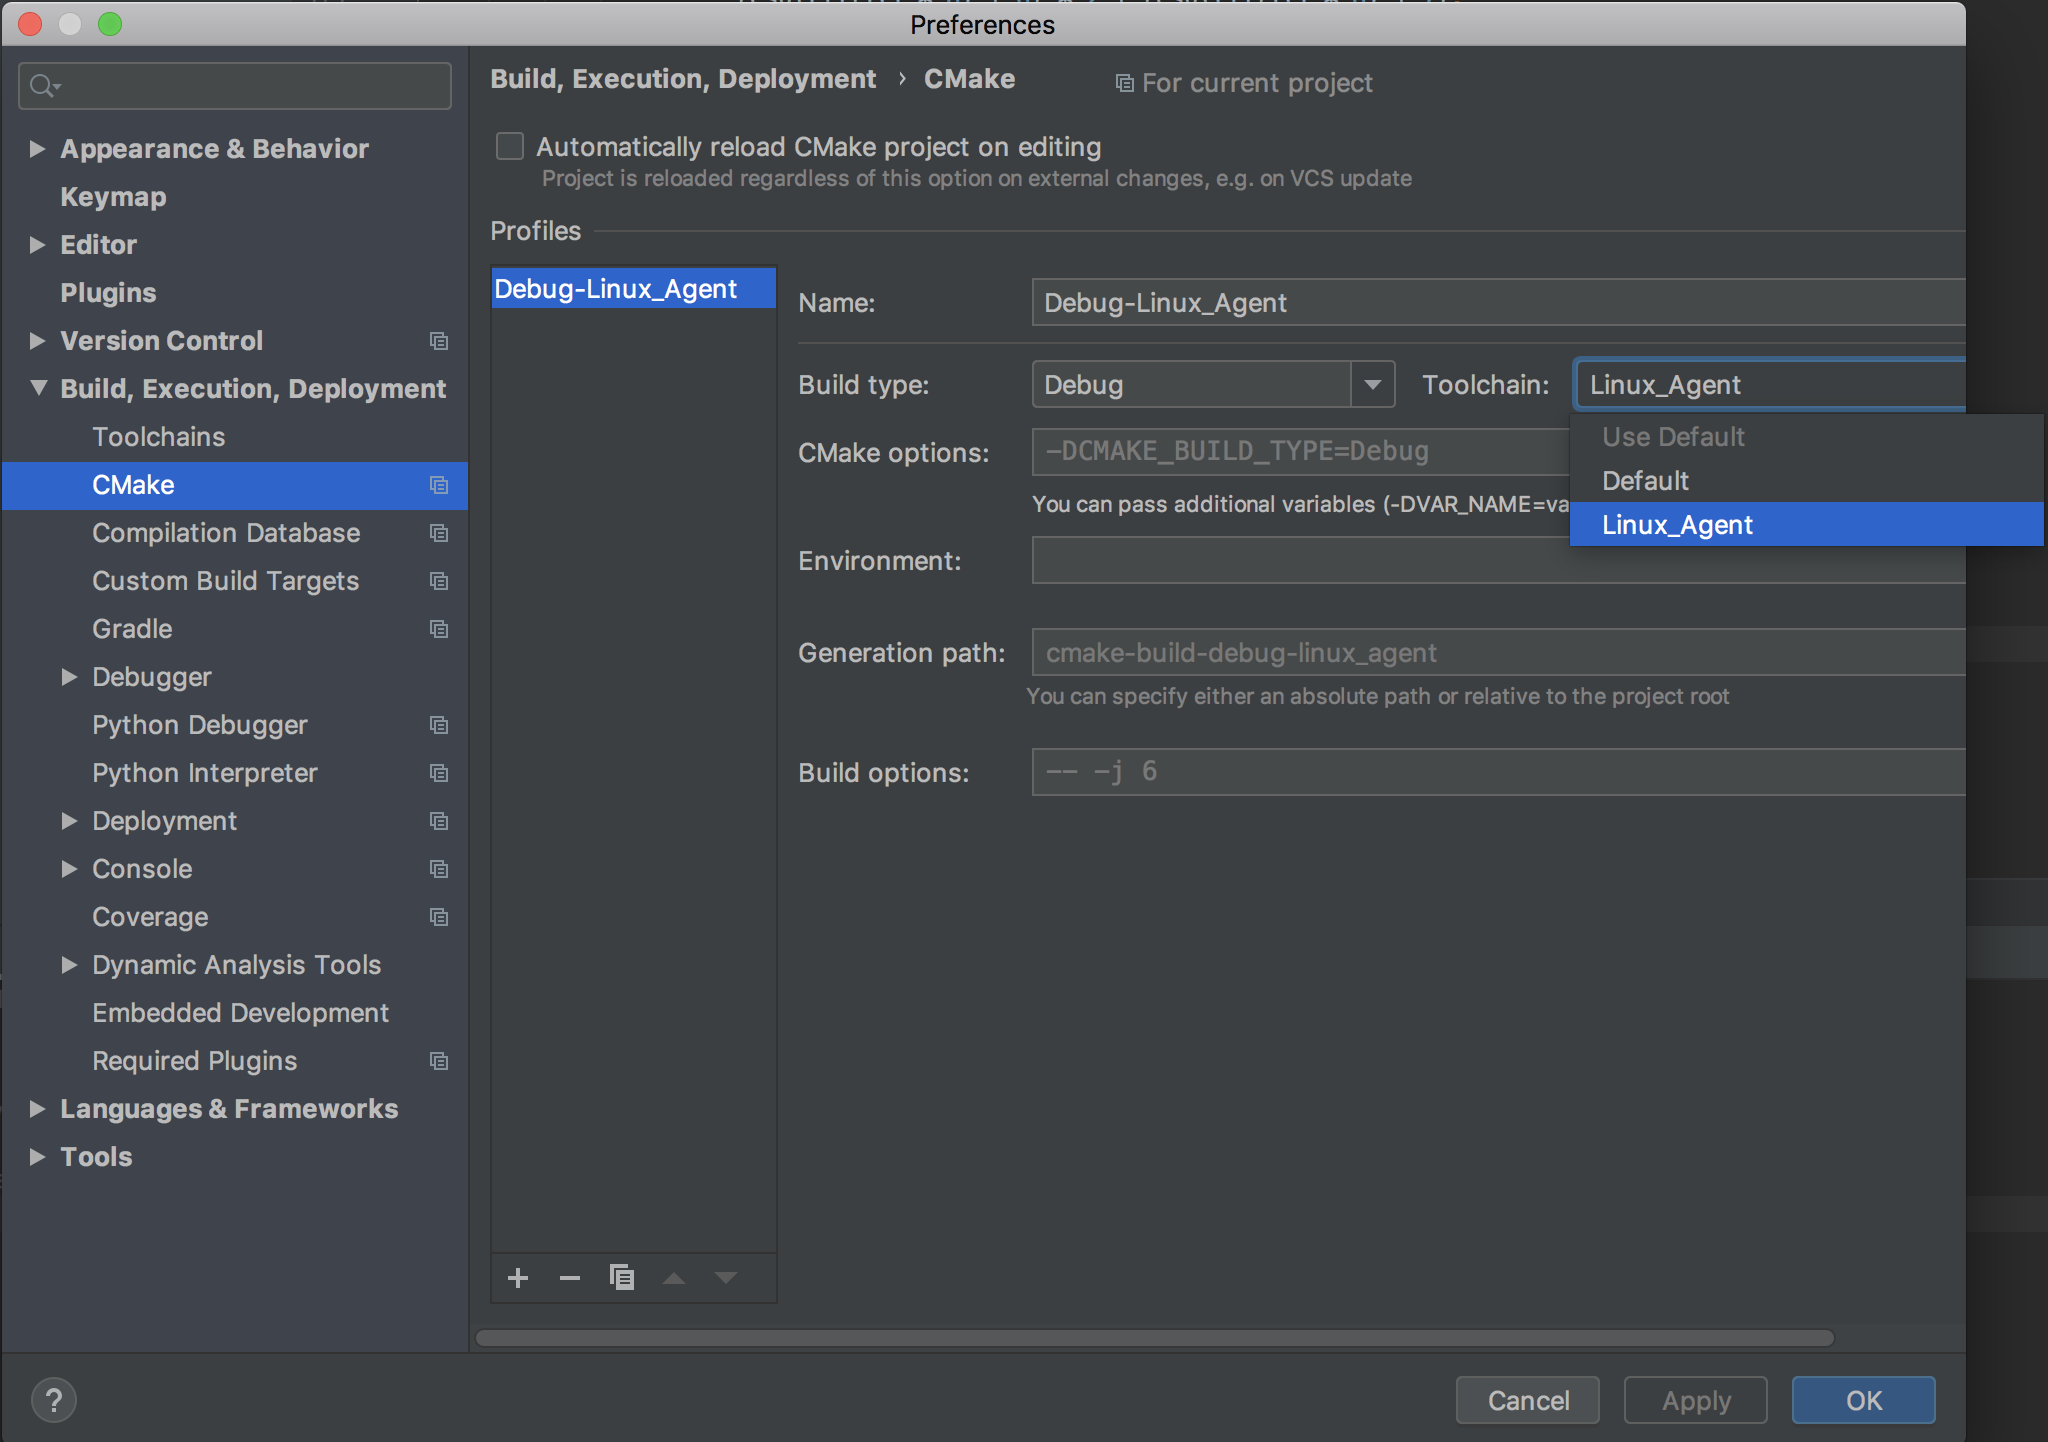 Preferences
Build, Execution, Deployment › CMake
For current project
Appearance & Behavior
Keymap
Editor
Plugins
Version Control
Build, Execution, Deployment
Toolchains
CMake
Compilation Database
Custom Build Targets
Gradle
Debugger
Python Debugger
Python Interpreter
Deployment
Console
Coverage
Dynamic Analysis Tools
Embedded Development
Required Plugins
Languages & Frameworks
Tools
Automatically reload CMake project on editing
Project is reloaded regardless of this option on external changes, e.g. on VCS update
Profiles
Debug-Linux_Agent
Name: Debug-Linux_Agent
Build type: Debug Toolchain: Linux_Agent
Use Default
Default
Linux_Agent
CMake options: -DCMAKE_BUILD_TYPE=Debug
You can pass additional variables (-DVAR_NAME=va
Environment:
Generation path: cmake-build-debug-linux_agent
You can specify either an absolute path or relative to the project root
Build options: -- -j 6
?
Cancel Apply OK